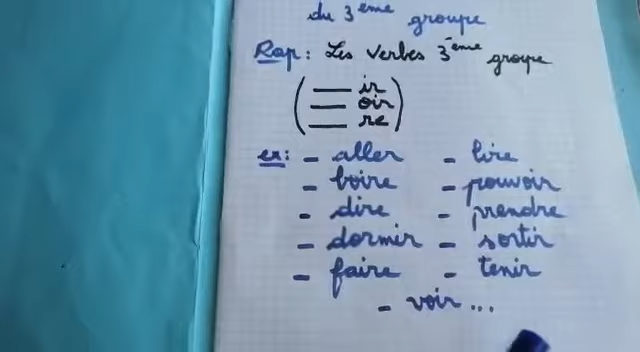 du 3ème groupe
Rap: Les verbes 3ème groupe
( — ir
— oir
— re )
ex: - aller - lire
- boire - pouvoir
- dire - prendre
- dormir - sortir
- faire - tenir
- voir...